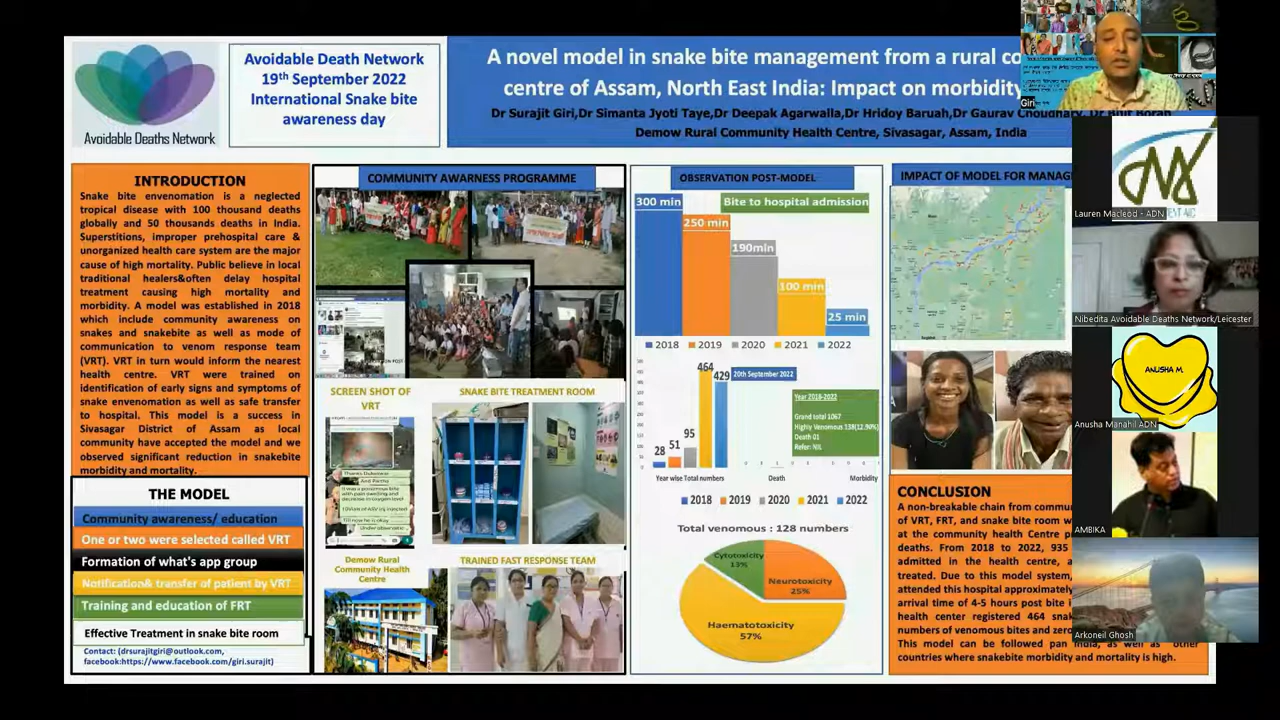 Avoidable Deaths Network
Avoidable Death Network
19th September 2022
International Snake bite
awareness day
A novel model in snake bite management from a rural co
centre of Assam, North East India: Impact on morbidity
Dr Surajit Giri,Dr Simanta Jyoti Taye,Dr Deepak Agarwalla,Dr Hridoy Baruah,Dr Gaurav Choudhary,
Demow Rural Community Health Centre, Sivasagar, Assam, India
INTRODUCTION
Snake bite envenomation is a neglected
tropical disease with 100 thousand deaths
globally and 50 thousands deaths in India.
Superstitions, improper prehospital care &
unorganized health care system are the major
cause of high mortality. Public believe in local
traditional healers&often delay hospital
treatment causing high mortality and
morbidity. A model was established in 2018
which include community awareness on
snakes and snakebite as well as mode of
communication to venom response team
(VRT). VRT in turn would inform the nearest
health centre. VRT were trained on
identification of early signs and symptoms of
snake envenomation as well as safe transfer
to hospital. This model is a success in
Sivasagar District of Assam as local
community have accepted the model and we
observed significant reduction in snakebite
morbidity and mortality.
THE MODEL
Community awareness/ education
One or two were selected called VRT
Formation of what's app group
Notification& transfer of patient by VRT
Training and education of FRT
Effective Treatment in snake bite room
Contact: (drsurajitgiri@outlook.com,
facebook:https://www.facebook.com/giri.surajit)
COMMUNITY AWARNESS PROGRAMME
SCREEN SHOT OF
VRT
SNAKE BITE TREATMENT ROOM
Demow Rural
Community Health
Centre
TRAINED FAST RESPONSE TEAM
OBSERVATION POST-MODEL
Bite to hospital admission
300 min
250 min
190min
100 min
25 min
2018 2019 2020 2021 2022
28 51 95 464 429
20th September 2022
Year 2018-2022
Grand total 1067
Highly Venomous 138(12.90%)
Death 01
Refer: NIL
Year wise Total numbers Death Morbidity
2018 2019 2020 2021 2022
Total venomous : 128 numbers
Cytotoxicity
Neurotoxicity
25%
Haematotoxicity
57%
IMPACT OF MODEL FOR MANAG
CONCLUSION
A non-breakable chain from commu
of VRT, FRT, and snake bite room w
at the community health Centre p
deaths. From 2018 to 2022, 935
admitted in the health centre, a
treated. Due to this model system,
attended this hospital approximately
arrival time of 4-5 hours post bite i
health center registered 464 snak
numbers of venomous bites and zero
This model can be followed pan India, as well as other
countries where snakebite morbidity and mortality is high.
Giri
Lauren Macleod - ADN
Nibedita Avoidable Deaths Network/Leicester
ANUSHA M.
Anusha Manahil ADN
AMBIKA
Arkoneil Ghosh